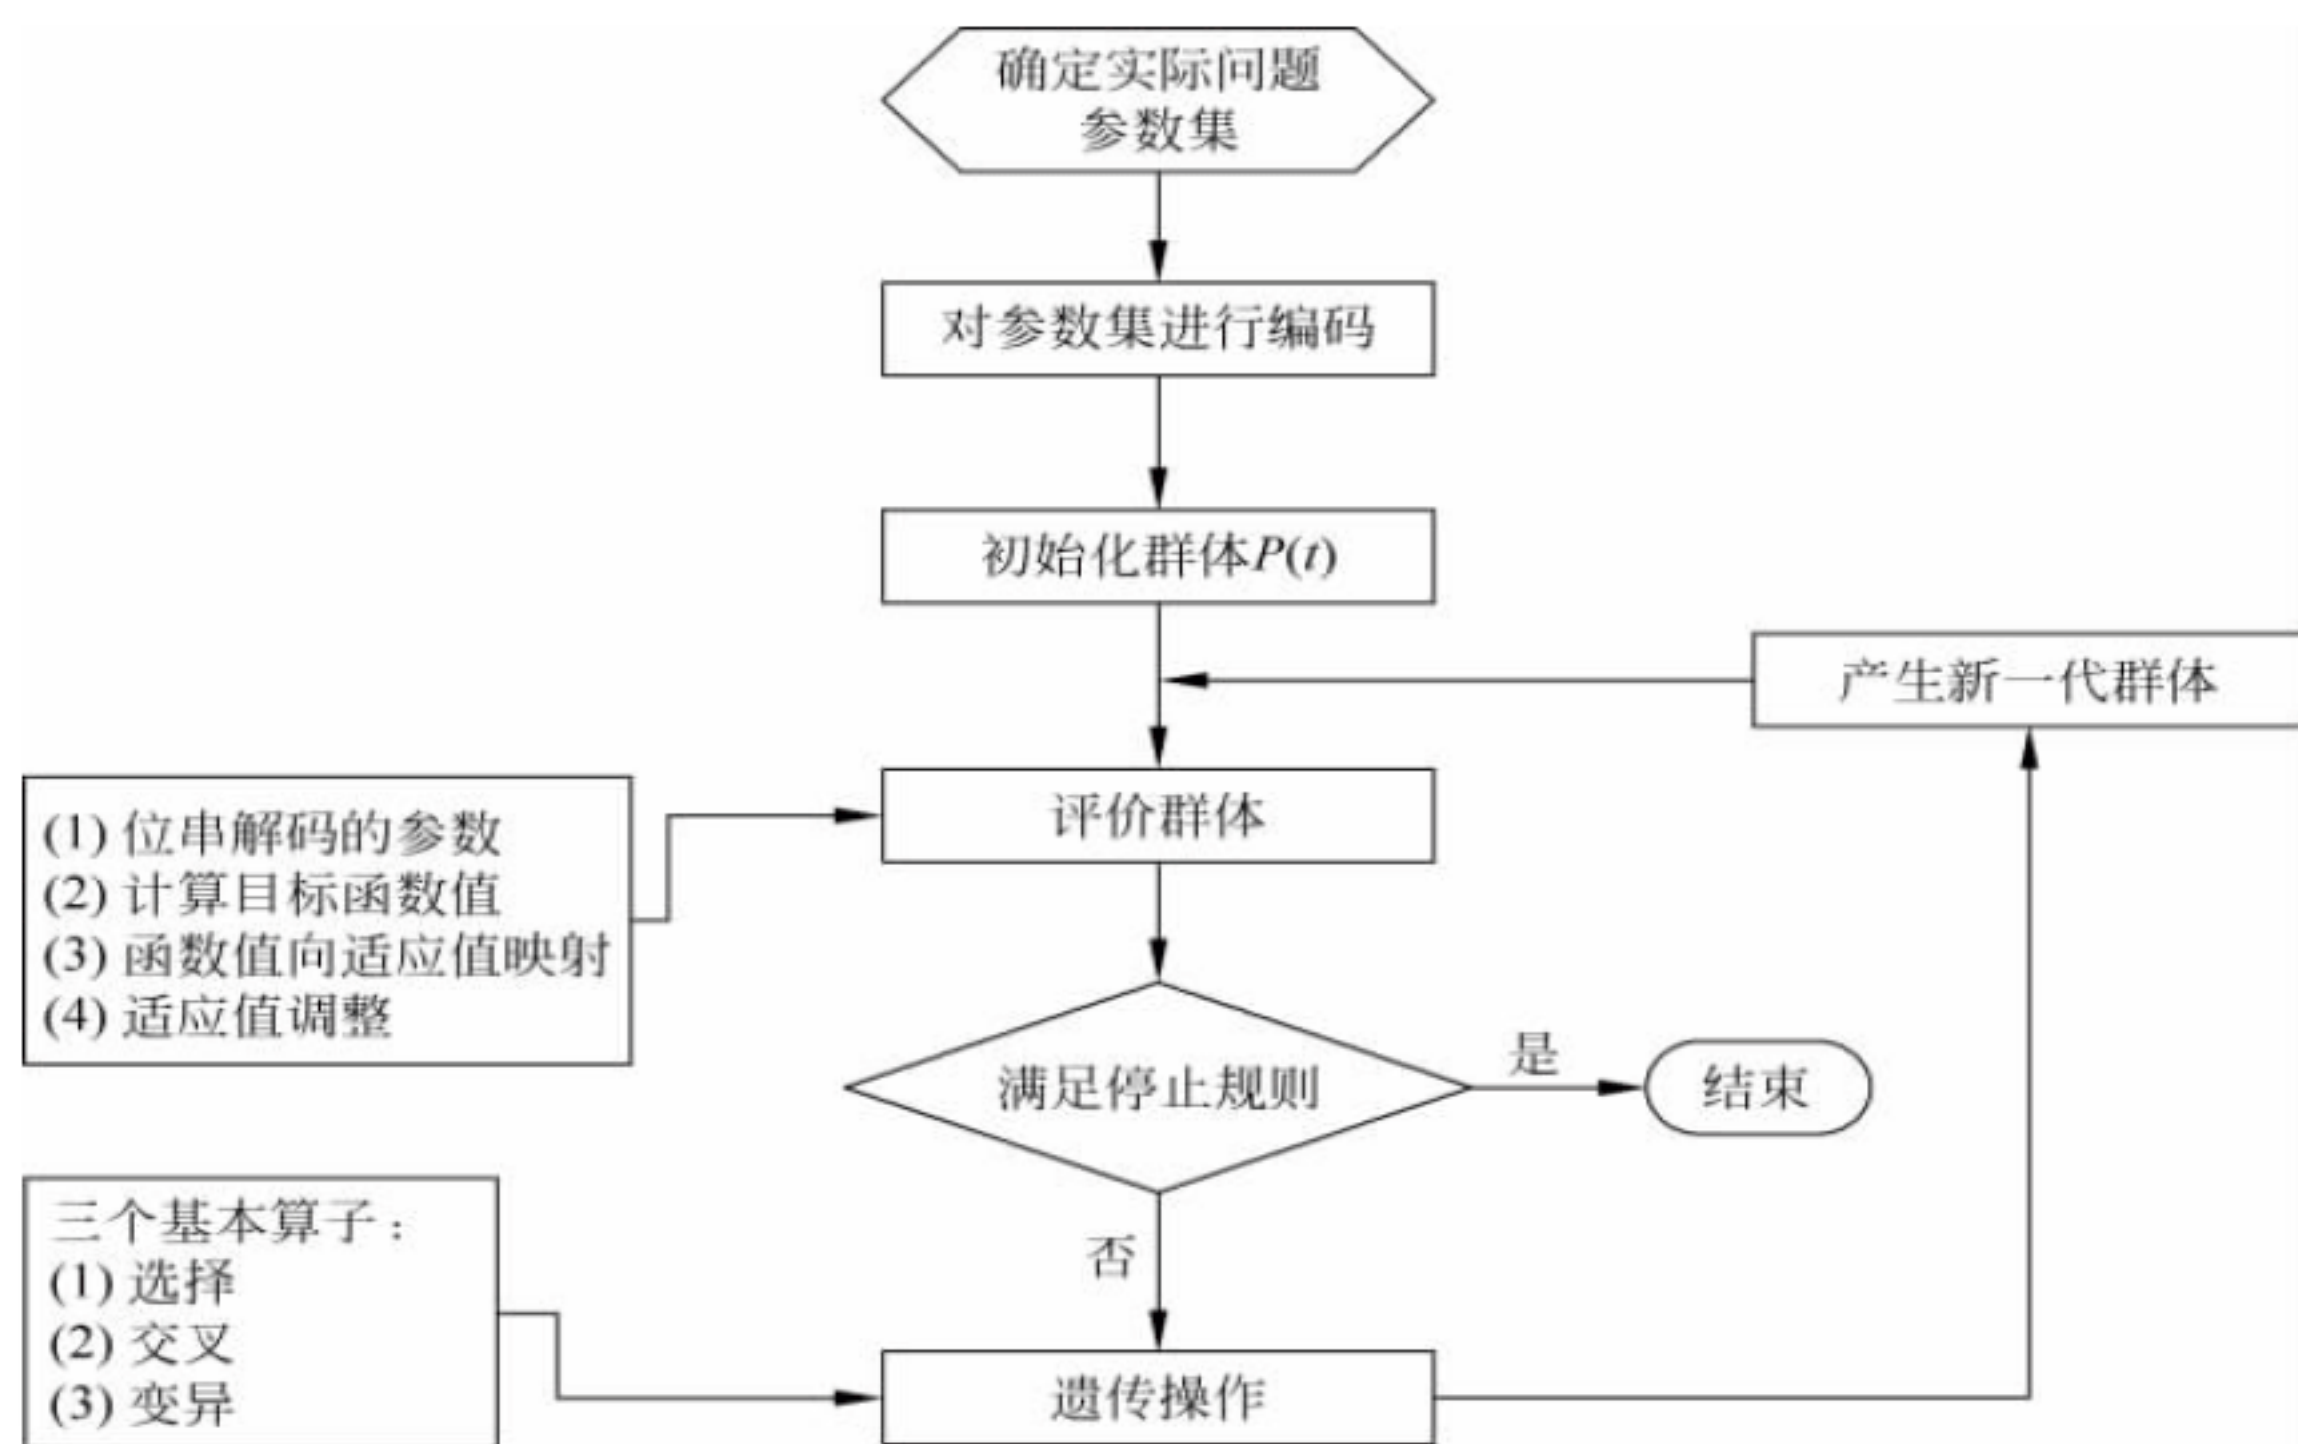 确定实际问题
参数集
对参数集进行编码
初始化群体P(t)
产生新一代群体
评价群体
(1) 位串解码的参数
(2) 计算目标函数值
(3) 函数值向适应值映射
(4) 适应值调整
满足停止规则
是
结束
否
三个基本算子：
(1) 选择
(2) 交叉
(3) 变异
遗传操作